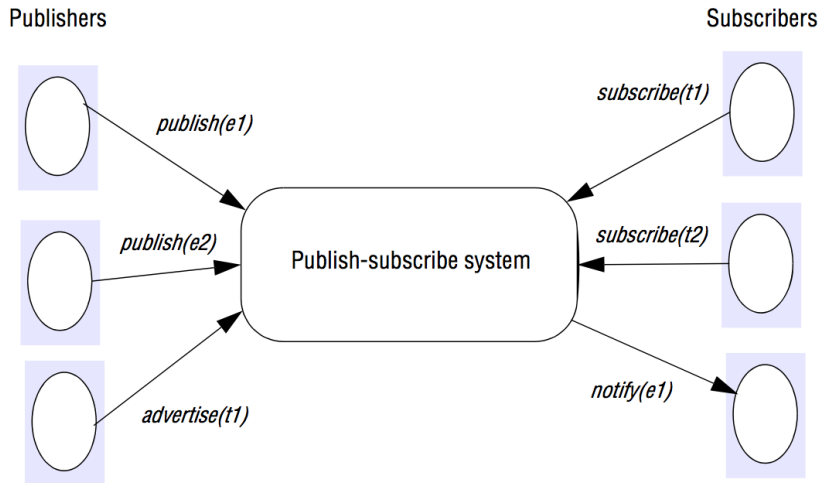 Publishers
Subscribers
publish(e1)
subscribe(t1)
publish(e2)
subscribe(t2)
Publish-subscribe system
advertise(t1)
notify(e1)